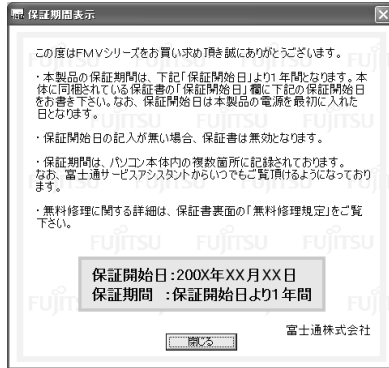 保証期間表示
この度はFMVシリーズをお買い求め頂き誠にありがとうございます。
・本製品の保証期間は、下記「保証開始日」より1年間となります。本
体に同梱されている保証書の「保証開始日」欄に下記の保証開始日
をお書き下さい。なお、保証開始日は本製品の電源を最初に入れた
日となります。
・保証開始日の記入が無い場合、保証書は無効となります。
・保証期間は、パソコン本体内の複数箇所に記録されております。
なお、富士通サービスアシスタントからいつでもご覧頂けるようになっており
ます。
・無料修理に関する詳細は、保証書裏面の「無料修理規定」をご覧
下さい。
FUJITSU FUJITSU FUJITSU
保証開始日:200X年XX月XX日
保証期間 :保証開始日より1年間
富士通株式会社
閉じる